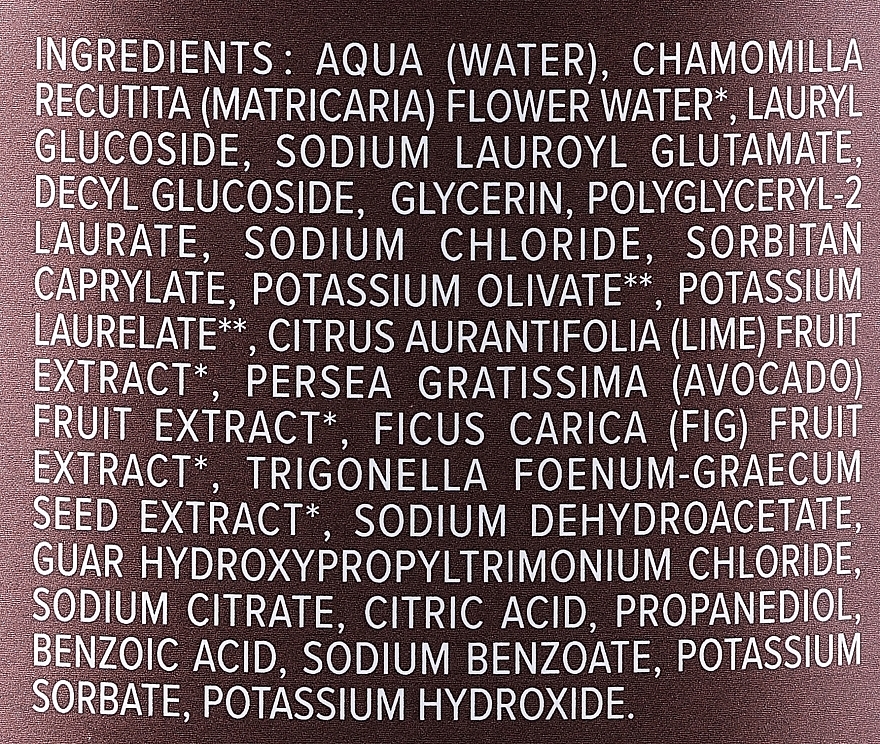 INGREDIENTS: AQUA (WATER), CHAMOMILLA
RECUTITA (MATRICARIA) FLOWER WATER*, LAURYL
GLUCOSIDE, SODIUM LAUROYL GLUTAMATE,
DECYL GLUCOSIDE, GLYCERIN, POLYGLYCERYL-2
LAURATE, SODIUM CHLORIDE, SORBITAN
CAPRYLATE, POTASSIUM OLIVATE**, POTASSIUM
LAURELATE**, CITRUS AURANTIFOLIA (LIME) FRUIT
EXTRACT*, PERSEA GRATISSIMA (AVOCADO)
FRUIT EXTRACT*, FICUS CARICA (FIG) FRUIT
EXTRACT*, TRIGONELLA FOENUM-GRAECUM
SEED EXTRACT*, SODIUM DEHYDROACETATE,
GUAR HYDROXYPROPYLTRIMONIUM CHLORIDE,
SODIUM CITRATE, CITRIC ACID, PROPANEDIOL,
BENZOIC ACID, SODIUM BENZOATE, POTASSIUM
SORBATE, POTASSIUM HYDROXIDE.